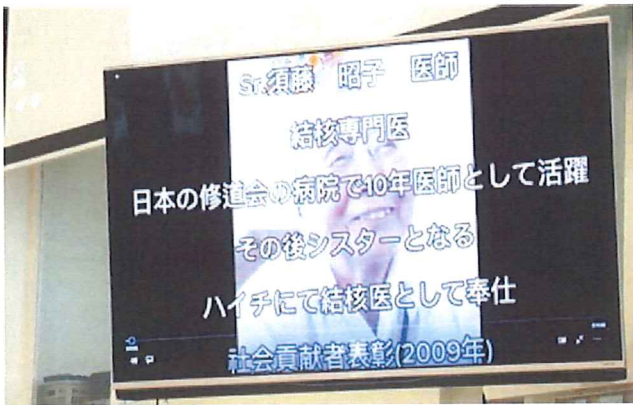 Sr.須藤 昭子 医師
結核専門医
日本の修道会の病院で10年医師として活躍
その後シスターとなる
ハイチにて結核医として奉仕
社会貢献者表彰(2009年)